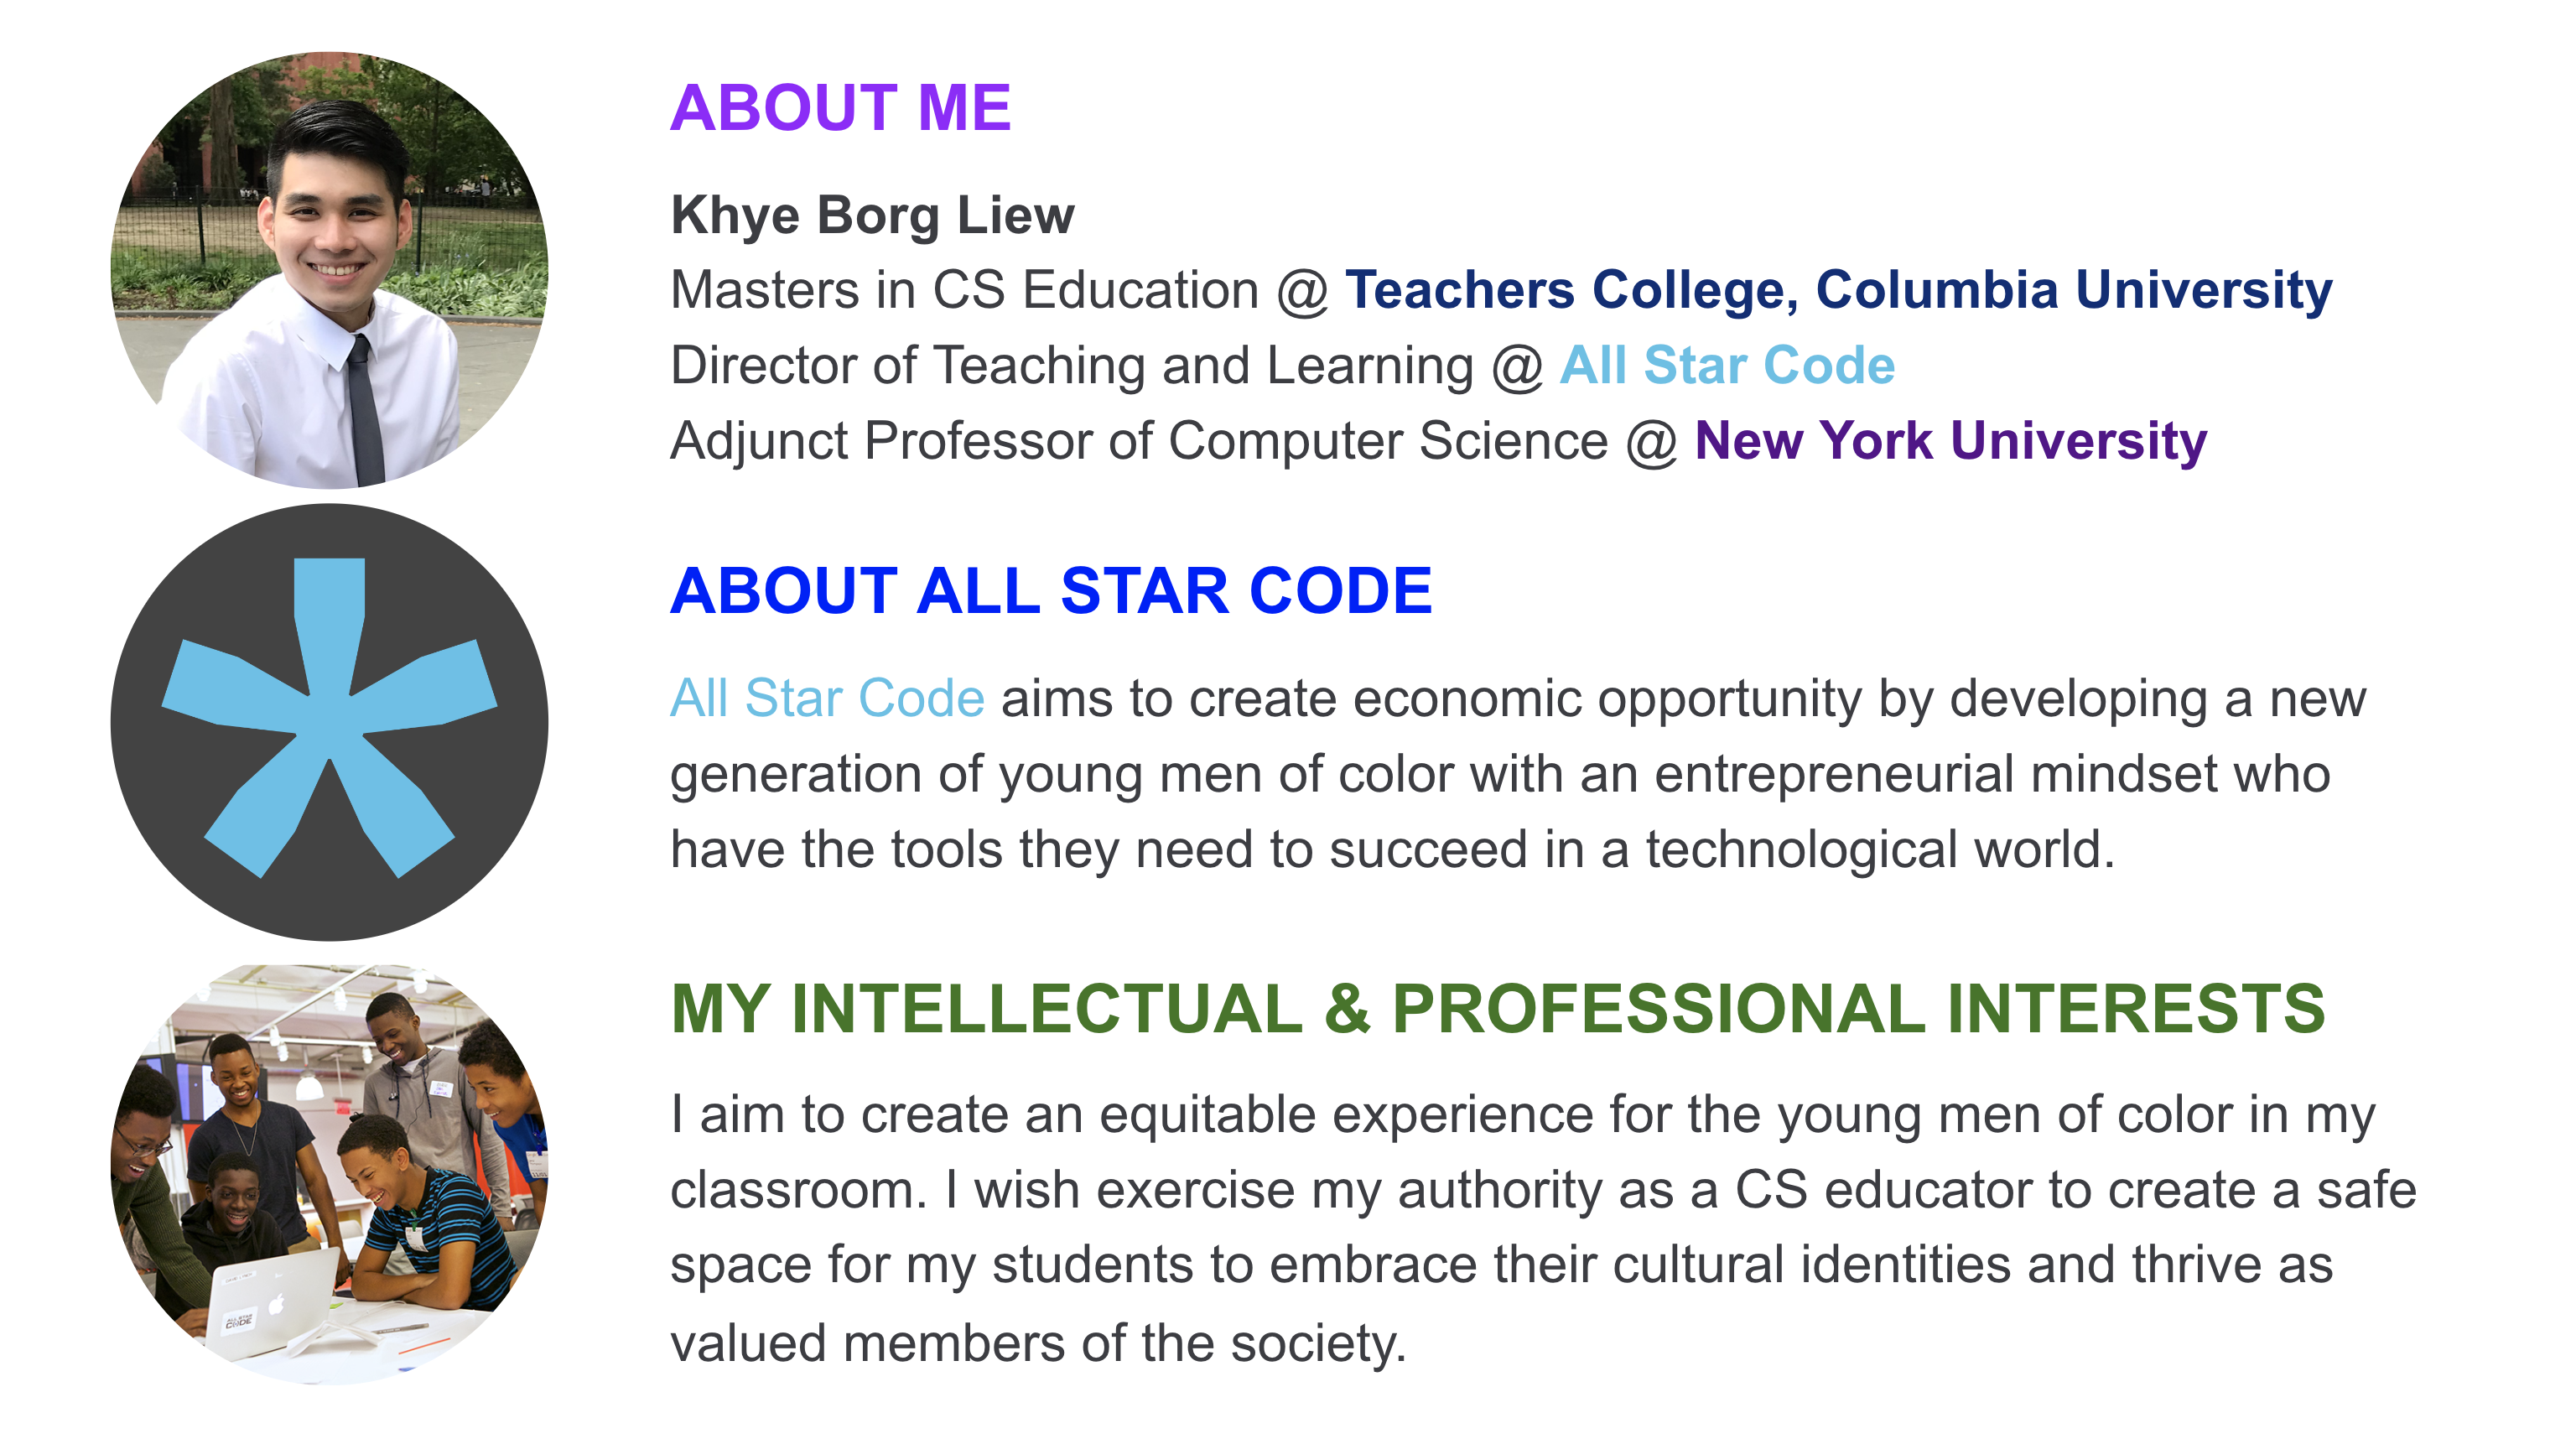 ABOUT ME
Khye Borg Liew
Masters in CS Education @ Teachers College, Columbia University
Director of Teaching and Learning @ All Star Code
Adjunct Professor of Computer Science @ New York University
ABOUT ALL STAR CODE
All Star Code aims to create economic opportunity by developing a new
generation of young men of color with an entrepreneurial mindset who
have the tools they need to succeed in a technological world.
MY INTELLECTUAL & PROFESSIONAL INTERESTS
I aim to create an equitable experience for the young men of color in my
classroom. I wish exercise my authority as a CS educator to create a safe
space for my students to embrace their cultural identities and thrive as
valued members of the society.
ALL STAR
CODE